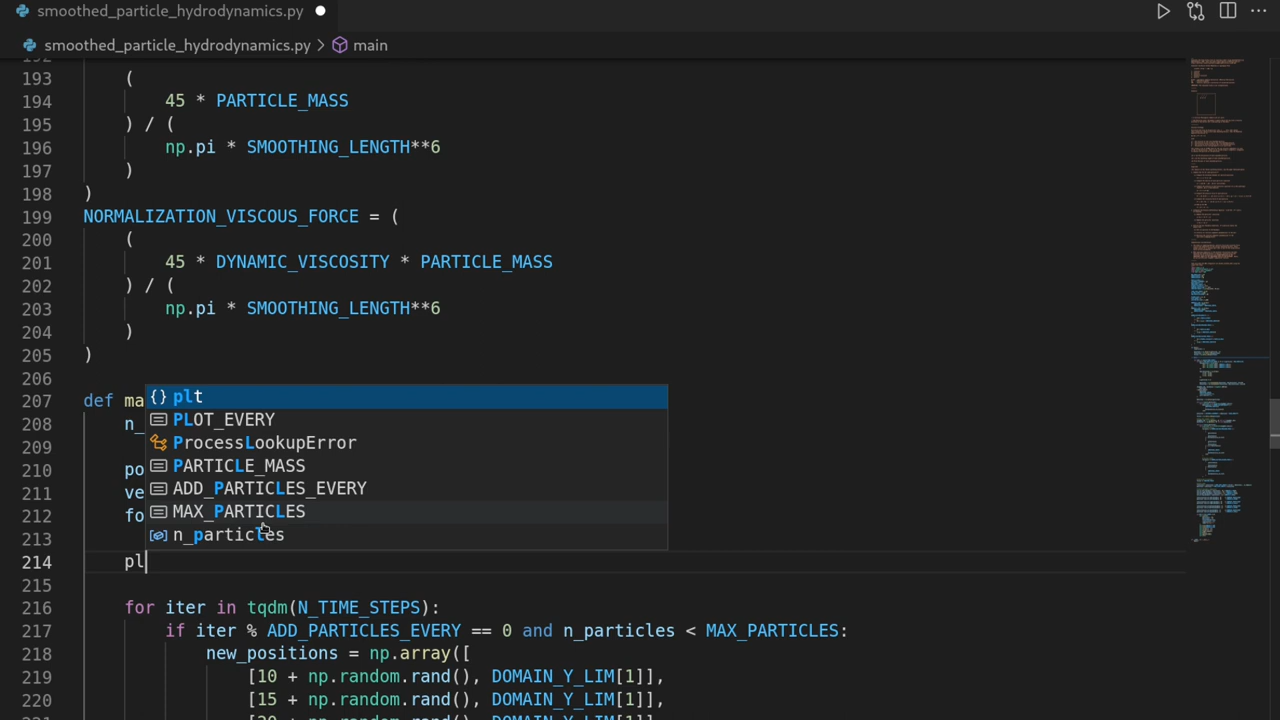 smoothed_particle_hydrodynamics.py
smoothed_particle_hydrodynamics.py > main
193 (
194 45 * PARTICLE_MASS
195 ) / (
196 np.pi * SMOOTHING_LENGTH**6
197 )
198 )
199 NORMALIZATION_VISCOUS_FORCE = (
200 (
201 45 * DYNAMIC_VISCOSITY * PARTICLE_MASS
202 ) / (
203 np.pi * SMOOTHING_LENGTH**6
204 )
205 )
206
207 def ma
208 n_
209
210 po
211 ve
212 fo
213
{} plt
PLOT_EVERY
ProcessLookupError
PARTICLE_MASS
ADD_PARTICLES_EVERY
MAX_PARTICLES
n_particles
214 pl
215
216 for iter in tqdm(N_TIME_STEPS):
217 if iter % ADD_PARTICLES_EVERY == 0 and n_particles < MAX_PARTICLES:
218 new_positions = np.array([
219 [10 + np.random.rand(), DOMAIN_Y_LIM[1]],
220 [15 + np.random.rand(), DOMAIN_Y_LIM[1]],